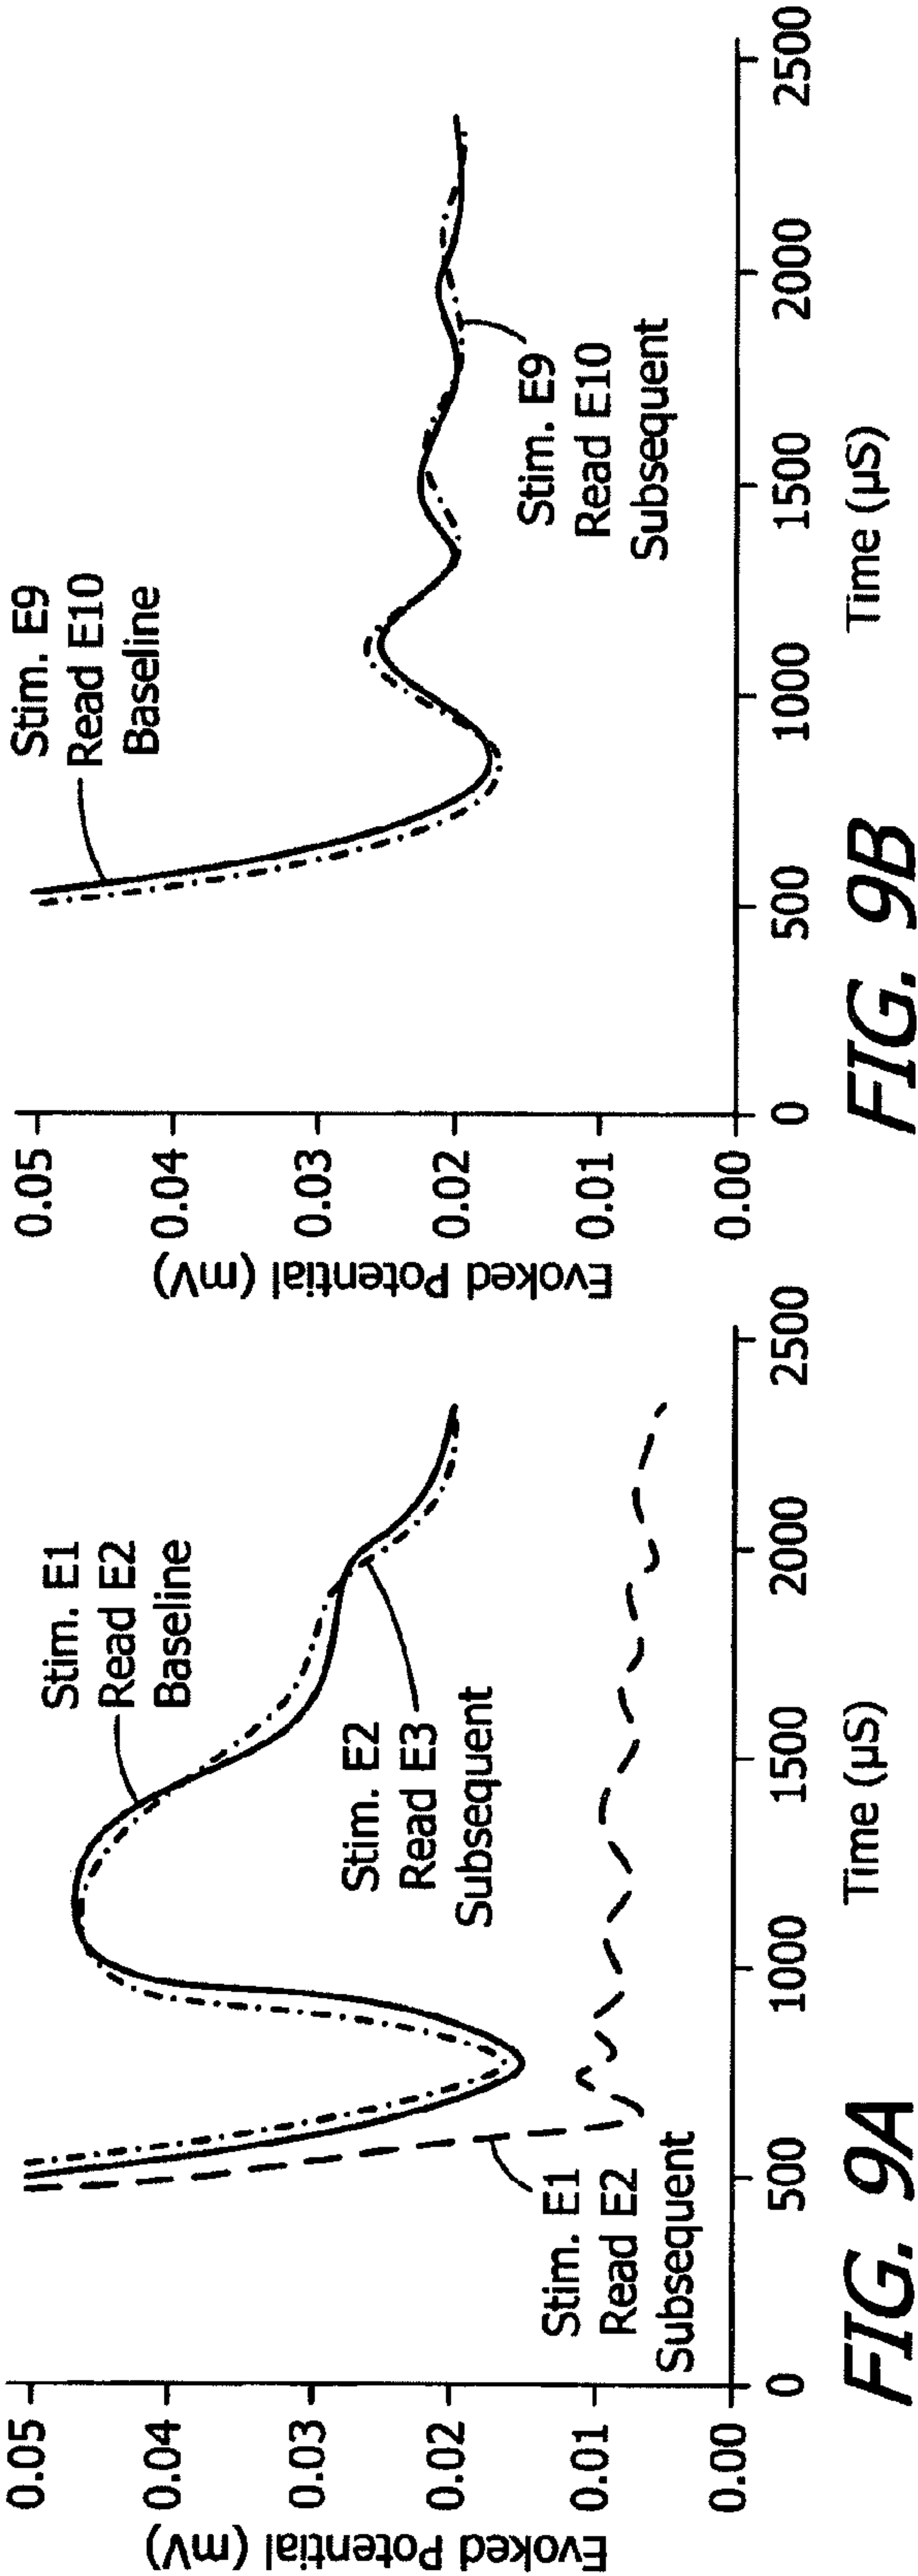 0.05
0.04
0.03
0.02
0.01
0.00
Evoked Potential (mV)
Stim. E1
Read E2
Baseline
Stim. E2
Read E3
Subsequent
Stim. E1
Read E2
Subsequent
0
500
1000
1500
2000
2500
Time (µS)
FIG. 9A
0.05
0.04
0.03
0.02
0.01
0.00
Evoked Potential (mV)
Stim. E9
Read E10
Baseline
Stim. E9
Read E10
Subsequent
0
500
1000
1500
2000
2500
Time (µS)
FIG. 9B